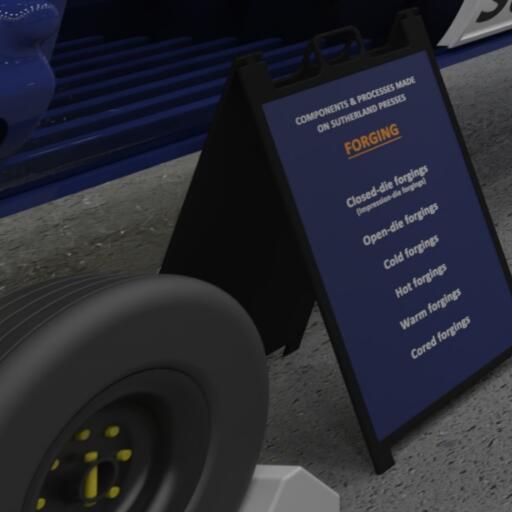 COMPONENTS & PROCESSES MADE
ON SUTHERLAND PRESSES
FORGING
Closed-die forgings
(Impression-die forgings)
Open-die forgings
Cold forgings
Hot forgings
Warm forgings
Cored forgings